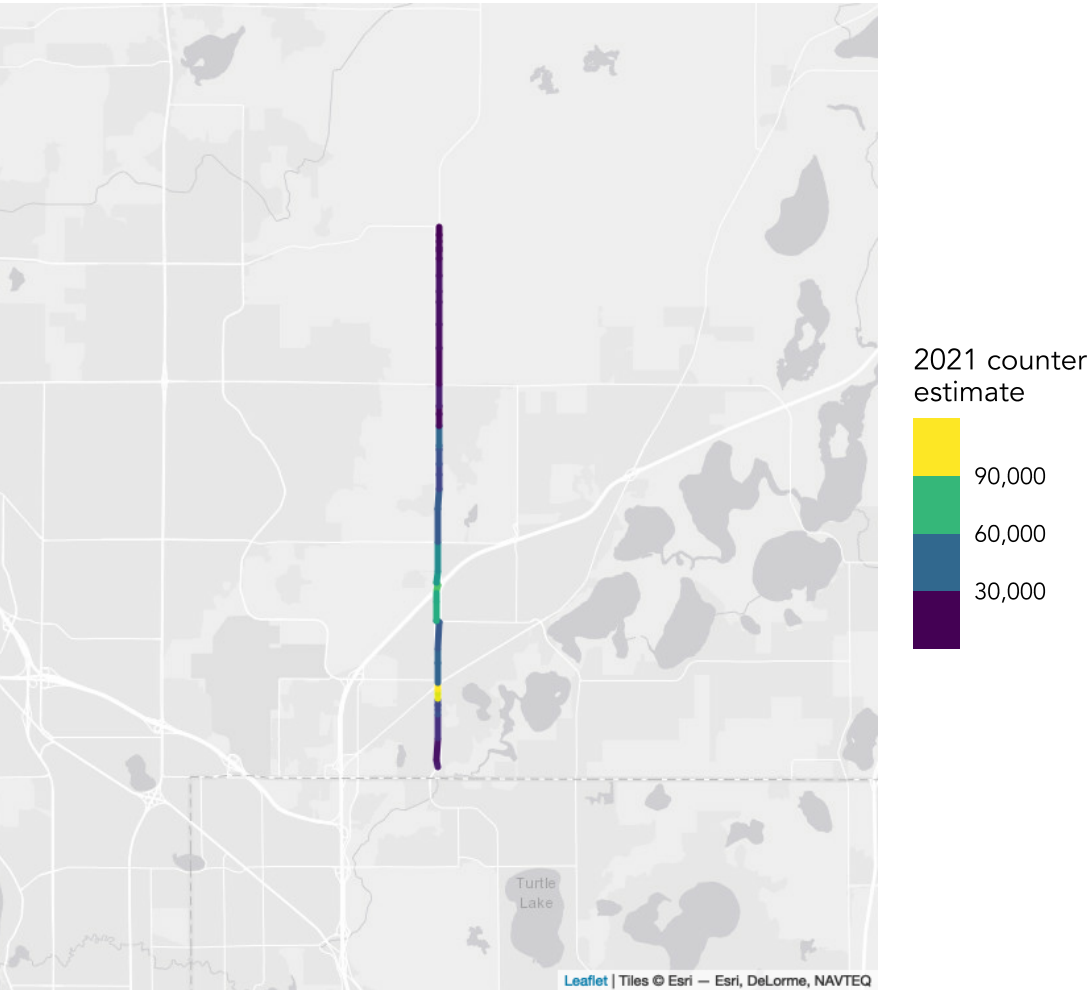 2021 counter
estimate
90,000
60,000
30,000
Turtle
Lake
Leaflet | Tiles © Esri — Esri, DeLorme, NAVTEQ